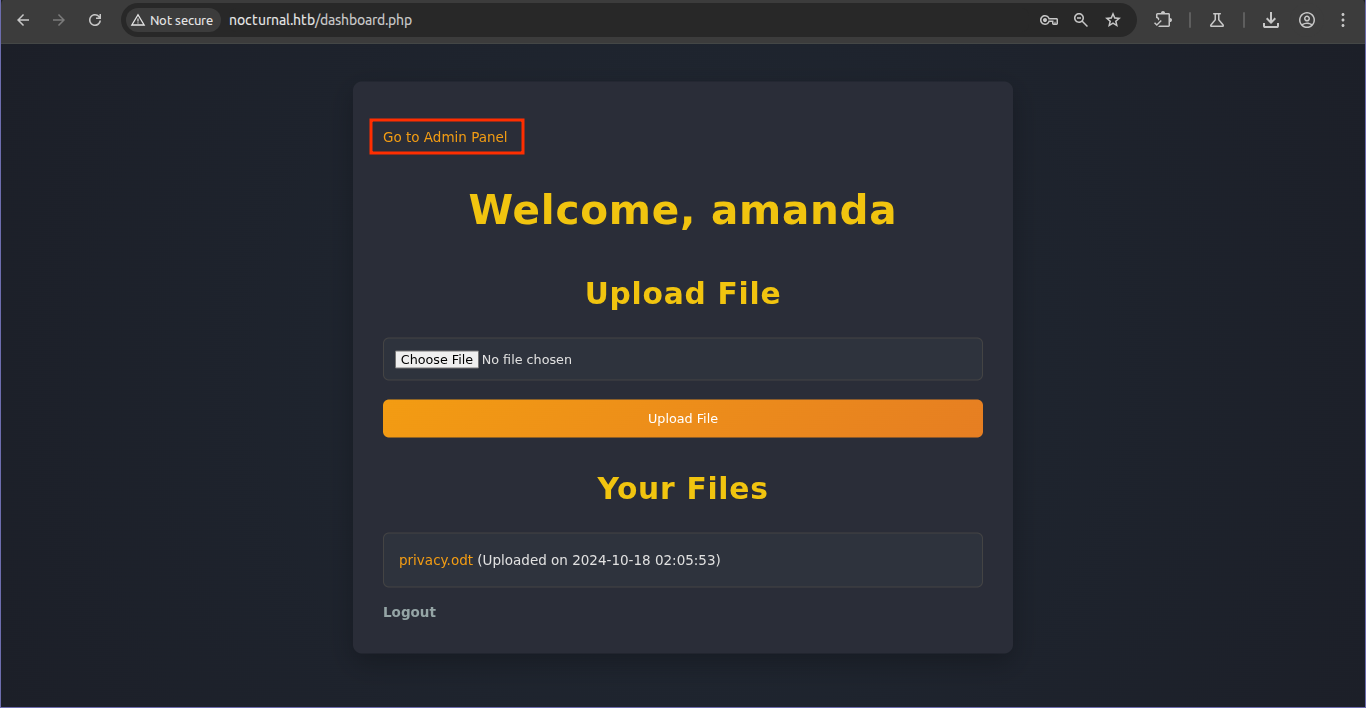 Not secure nocturnal.htb/dashboard.php
Go to Admin Panel
Welcome, amanda
Upload File
Choose File No file chosen
Upload File
Your Files
privacy.odt (Uploaded on 2024-10-18 02:05:53)
Logout